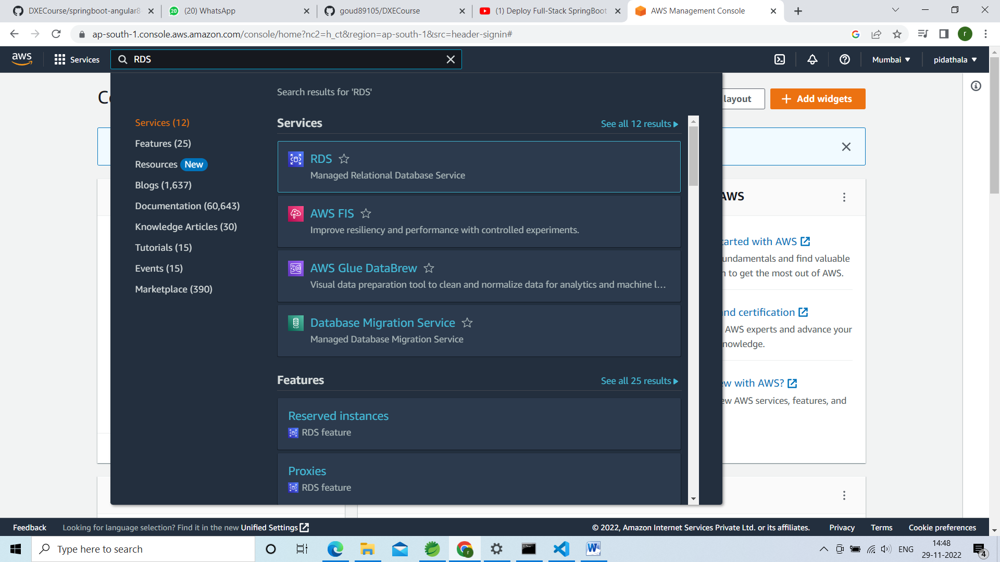 DXECourse/springboot-angular8
(20) WhatsApp
goud89105/DXECourse
(1) Deploy Full-Stack SpringBoot
AWS Management Console
ap-south-1.console.aws.amazon.com/console/home?nc2=h_ct&region=ap-south-1&src=header-signin#
r
aws
Services
RDS
Mumbai
pidathala
layout
Add widgets
Search results for 'RDS'
Services (12)
Features (25)
Resources New
Blogs (1,637)
Documentation (60,643)
Knowledge Articles (30)
Tutorials (15)
Events (15)
Marketplace (390)
Services
See all 12 results
RDS
Managed Relational Database Service
AWS FIS
Improve resiliency and performance with controlled experiments.
AWS Glue DataBrew
Visual data preparation tool to clean and normalize data for analytics and machine l...
Database Migration Service
Managed Database Migration Service
Features
See all 25 results
Reserved instances
RDS feature
Proxies
RDS feature
AWS
with AWS
and find valuable
to get the most out of AWS.
certification
AWS experts and advance your
with AWS?
AWS services, features, and
Feedback
Looking for language selection? Find it in the new Unified Settings
© 2022, Amazon Internet Services Private Ltd. or its affiliates.
Privacy
Terms
Cookie preferences
Type here to search
ENG
14:48
29-11-2022
4